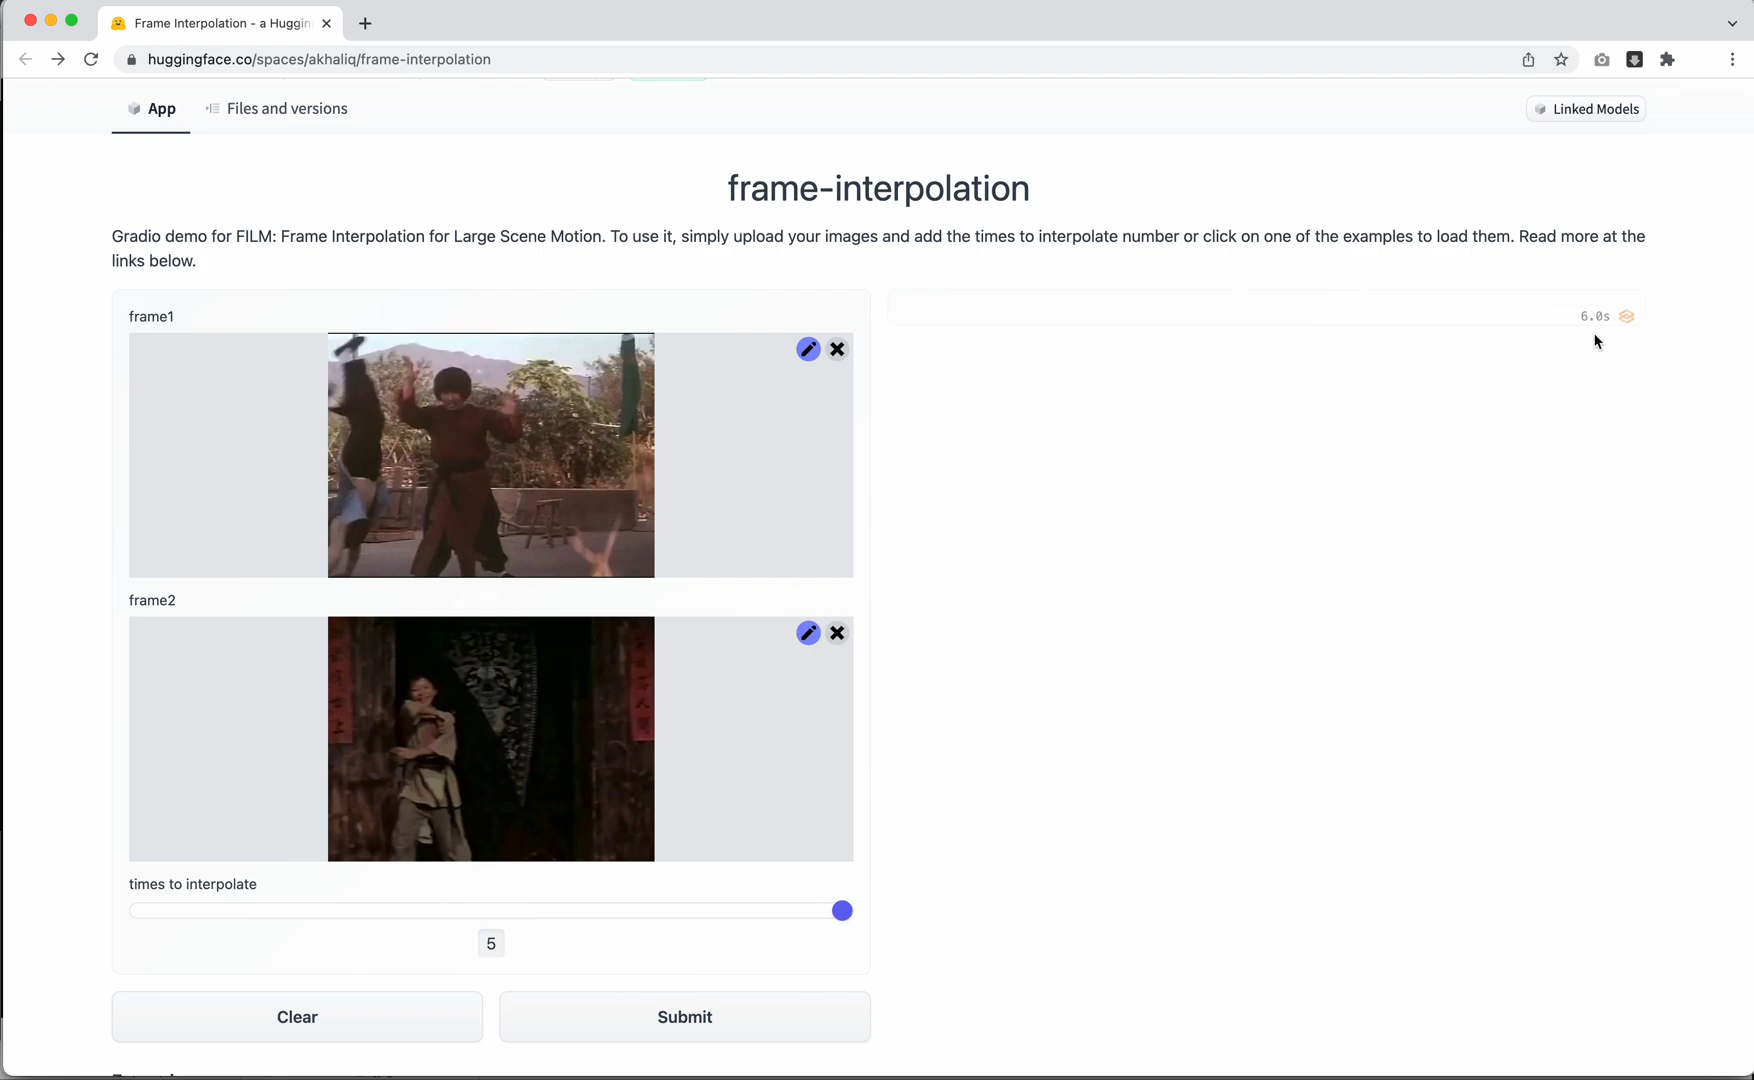 Frame Interpolation - a Huggin
huggingface.co/spaces/akhaliq/frame-interpolation
App
Files and versions
Linked Models
frame-interpolation
Gradio demo for FILM: Frame Interpolation for Large Scene Motion. To use it, simply upload your images and add the times to interpolate number or click on one of the examples to load them. Read more at the
links below.
frame1
6.0s
frame2
times to interpolate
5
Clear
Submit